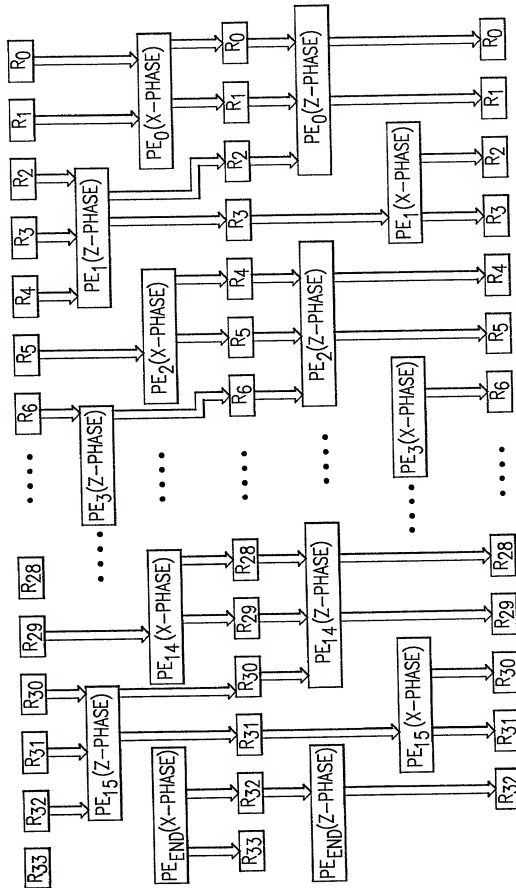 R33 R32 R31 R30 R29 R28 •••• R6 R5 R4 R3 R2 R1 R0
PE15(Z-PHASE) •••• PE3(Z-PHASE) PE1(Z-PHASE)
PEEND(X-PHASE) PE14(X-PHASE) •••• PE2(X-PHASE) PE0(X-PHASE)
R33 R32 R31 R30 R29 R28 •••• R6 R5 R4 R3 R2 R1 R0
PEEND(Z-PHASE) PE14(Z-PHASE) •••• PE2(Z-PHASE) PE0(Z-PHASE)
PE15(X-PHASE) •••• PE3(X-PHASE) PE1(X-PHASE)
R32 R31 R30 R29 R28 •••• R6 R5 R4 R3 R2 R1 R0